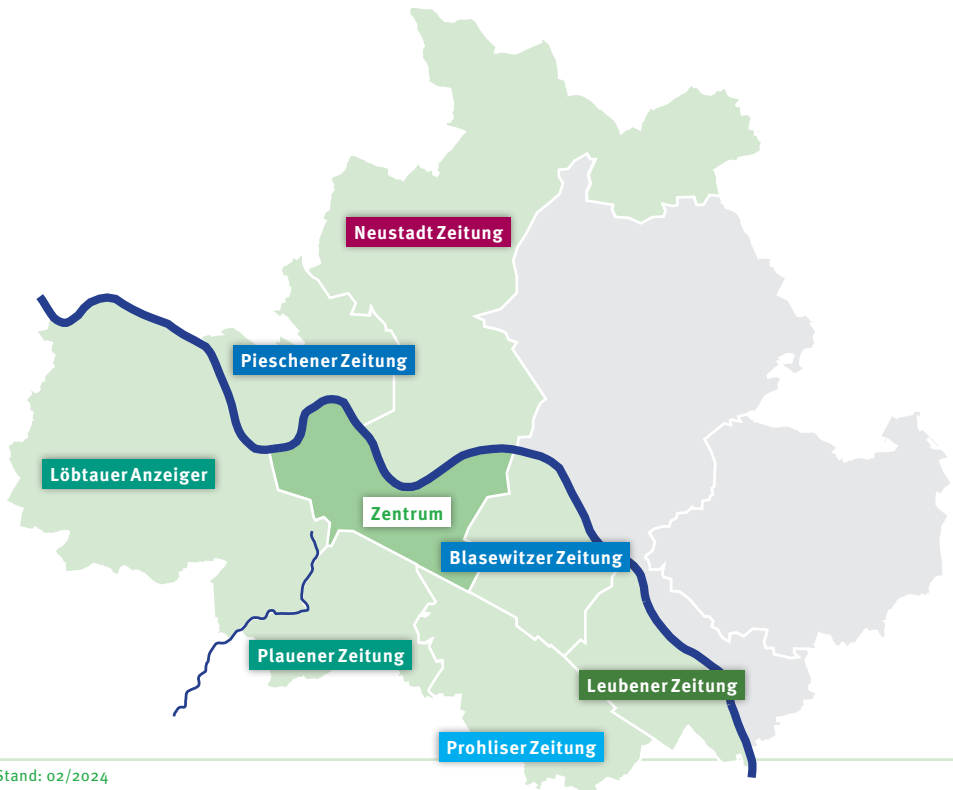 Neustadt Zeitung
Pieschener Zeitung
Löbtauer Anzeiger
Zentrum
Blasewitzer Zeitung
Plauener Zeitung
Leubener Zeitung
Prohliser Zeitung
Stand: 02/2024